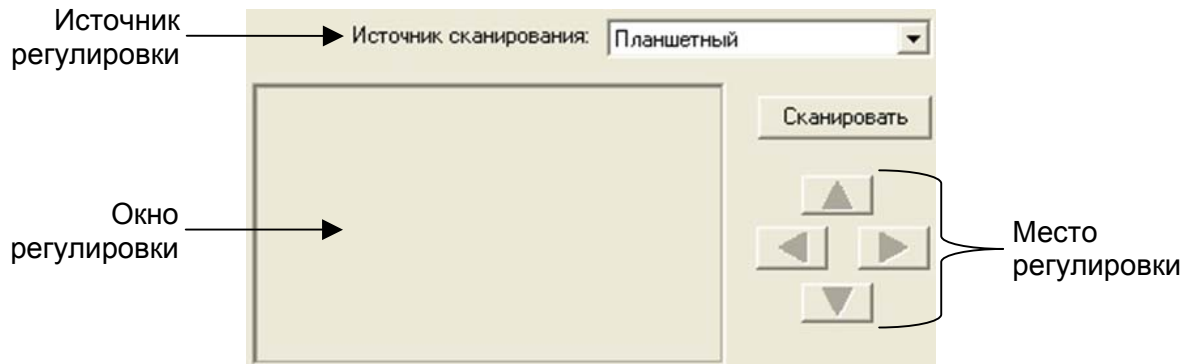 Источник
регулировки
Источник сканирования: Планшетный
Сканировать
Окно
регулировки
Место
регулировки